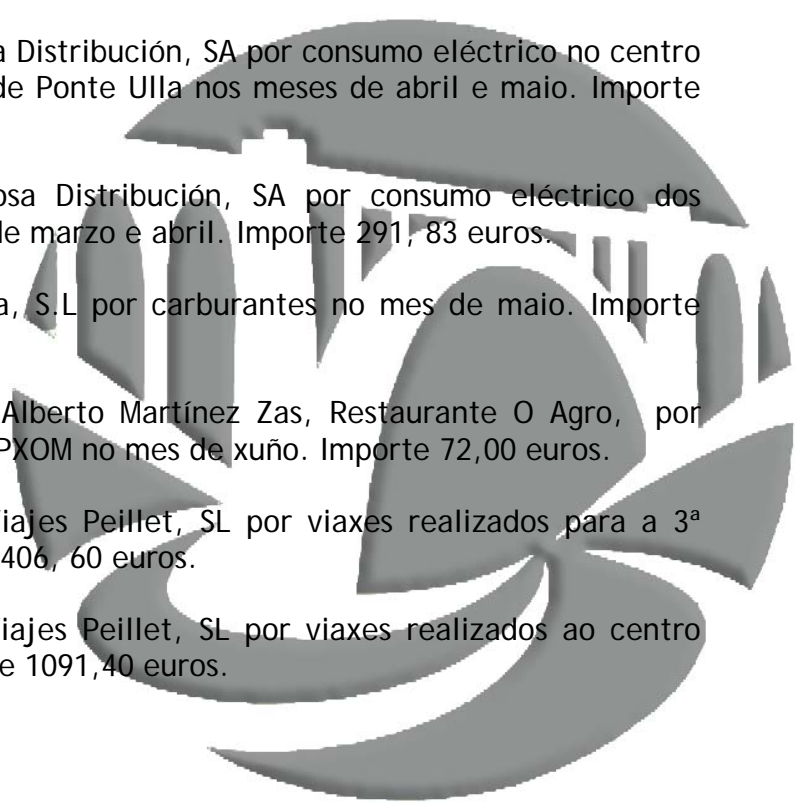 Distribución, SA por consumo eléctrico no centro
de Ponte Ulla nos meses de abril e maio. Importe
Distribución, SA por consumo eléctrico dos
de marzo e abril. Importe 291, 83 euros.
S.L por carburantes no mes de maio. Importe
Alberto Martínez Zas, Restaurante O Agro, por
PXOM no mes de xuño. Importe 72,00 euros.
Viajes Peillet, SL por viaxes realizados para a 3ª
406, 60 euros.
Viajes Peillet, SL por viaxes realizados ao centro
1091,40 euros.